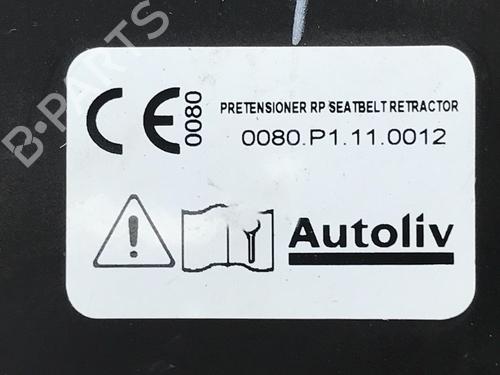 B-PARTS
CE 0080
PRETENSIONER RP SEATBELT RETRACTOR
0080.P1.11.0012
Autoliv